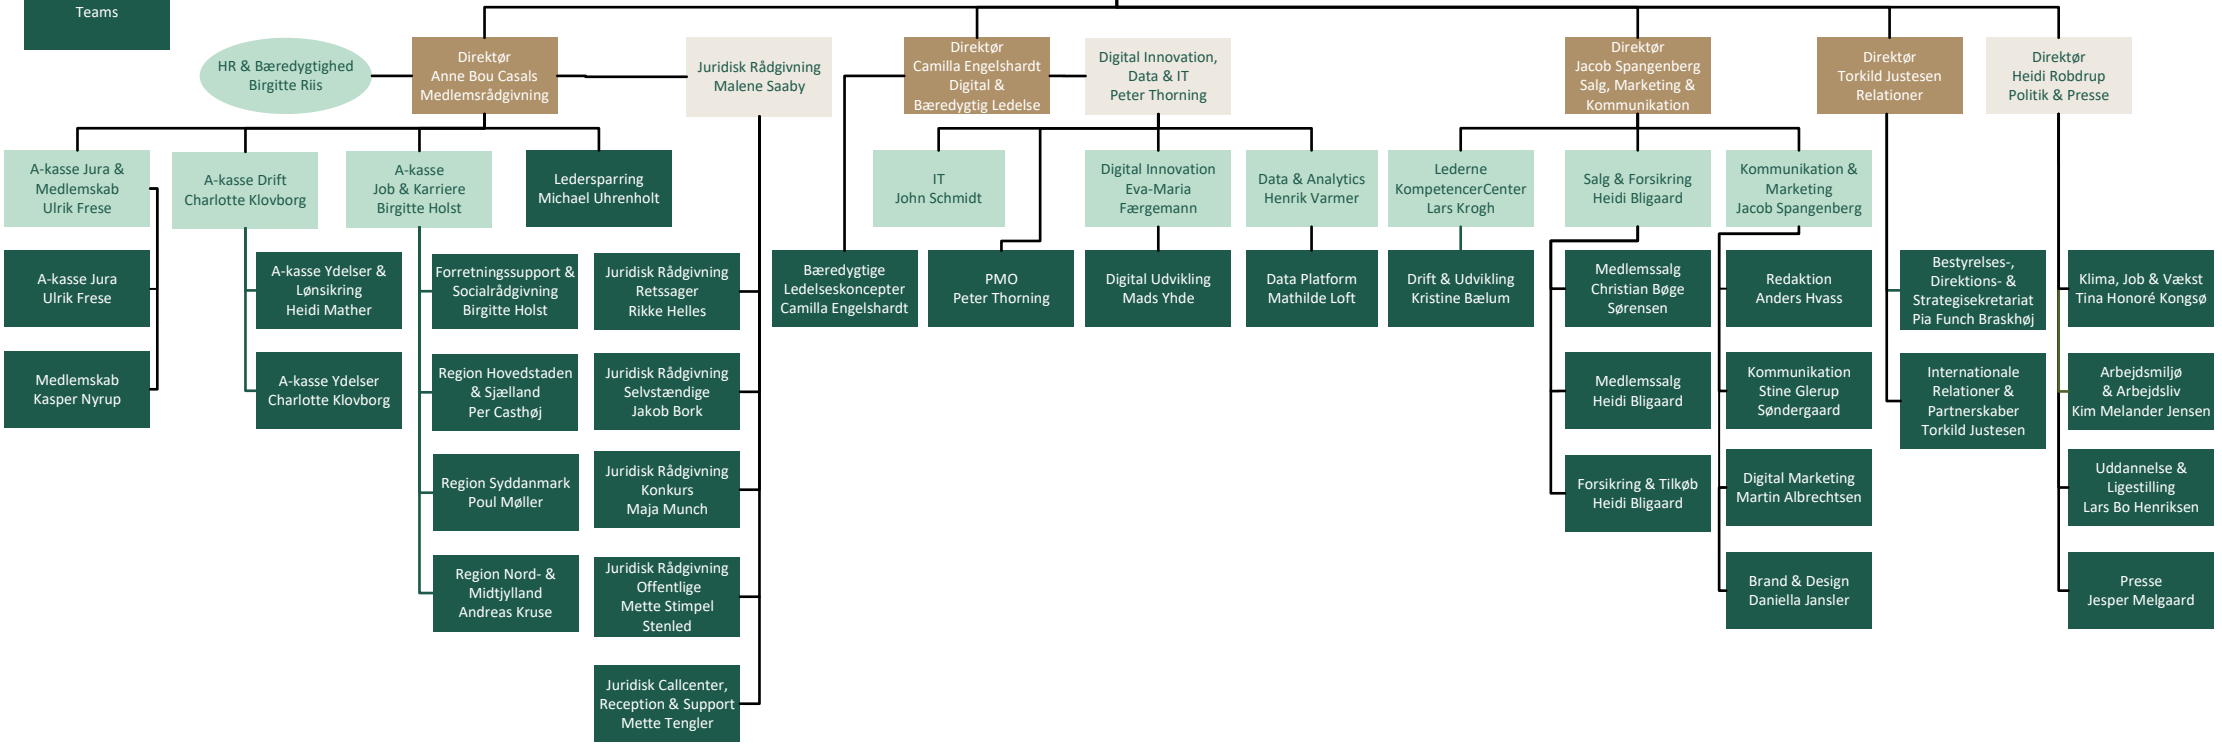 Teams
HR & Bæredygtighed
Birgitte Riis
Direktør
Anne Bou Casals
Medlemsrådgivning
Juridisk Rådgivning
Malene Saaby
Direktør
Camilla Engelshardt
Digital &
Bæredygtig Ledelse
Digital Innovation,
Data & IT
Peter Thorning
Direktør
Jacob Spangenberg
Salg, Marketing &
Kommunikation
Direktør
Torkild Justesen
Relationer
Direktør
Heidi Robdrup
Politik & Presse
A-kasse Jura &
Medlemskab
Ulrik Frese
A-kasse Drift
Charlotte Klovborg
A-kasse
Job & Karriere
Birgitte Holst
Ledersparring
Michael Uhrenholt
IT
John Schmidt
Digital Innovation
Eva-Maria
Færgemann
Data & Analytics
Henrik Varmer
Lederne
KompetencerCenter
Lars Krogh
Salg & Forsikring
Heidi Bligaard
Kommunikation &
Marketing
Jacob Spangenberg
A-kasse Jura
Ulrik Frese
A-kasse Ydelser &
Lønsikring
Heidi Mather
Forretningssupport &
Socialrådgivning
Birgitte Holst
Juridisk Rådgivning
Retssager
Rikke Helles
Bæredygtige
Ledelseskoncepter
Camilla Engelshardt
PMO
Peter Thorning
Digital Udvikling
Mads Yhde
Data Platform
Mathilde Loft
Drift & Udvikling
Kristine Bælum
Medlemssalg
Christian Bøge
Sørensen
Redaktion
Anders Hvass
Bestyrelses-,
Direktions- &
Strategisekretariat
Pia Funch Braskhøj
Klima, Job & Vækst
Tina Honoré Kongsø
Medlemskab
Kasper Nyrup
A-kasse Ydelser
Charlotte Klovborg
Region Hovedstaden
& Sjælland
Per Casthøj
Juridisk Rådgivning
Selvstændige
Jakob Bork
Medlemssalg
Heidi Bligaard
Kommunikation
Stine Glerup
Søndergaard
Internationale
Relationer &
Partnerskaber
Torkild Justesen
Arbejdsmiljø
& Arbejdsliv
Kim Melander Jensen
Region Syddanmark
Poul Møller
Juridisk Rådgivning
Konkurs
Maja Munch
Forsikring & Tilkøb
Heidi Bligaard
Digital Marketing
Martin Albrechtsen
Uddannelse &
Ligestilling
Lars Bo Henriksen
Region Nord- &
Midtjylland
Andreas Kruse
Juridisk Rådgivning
Offentlige
Mette Stimpel
Stenled
Brand & Design
Daniella Jansler
Presse
Jesper Melgaard
Juridisk Callcenter,
Reception & Support
Mette Tengler